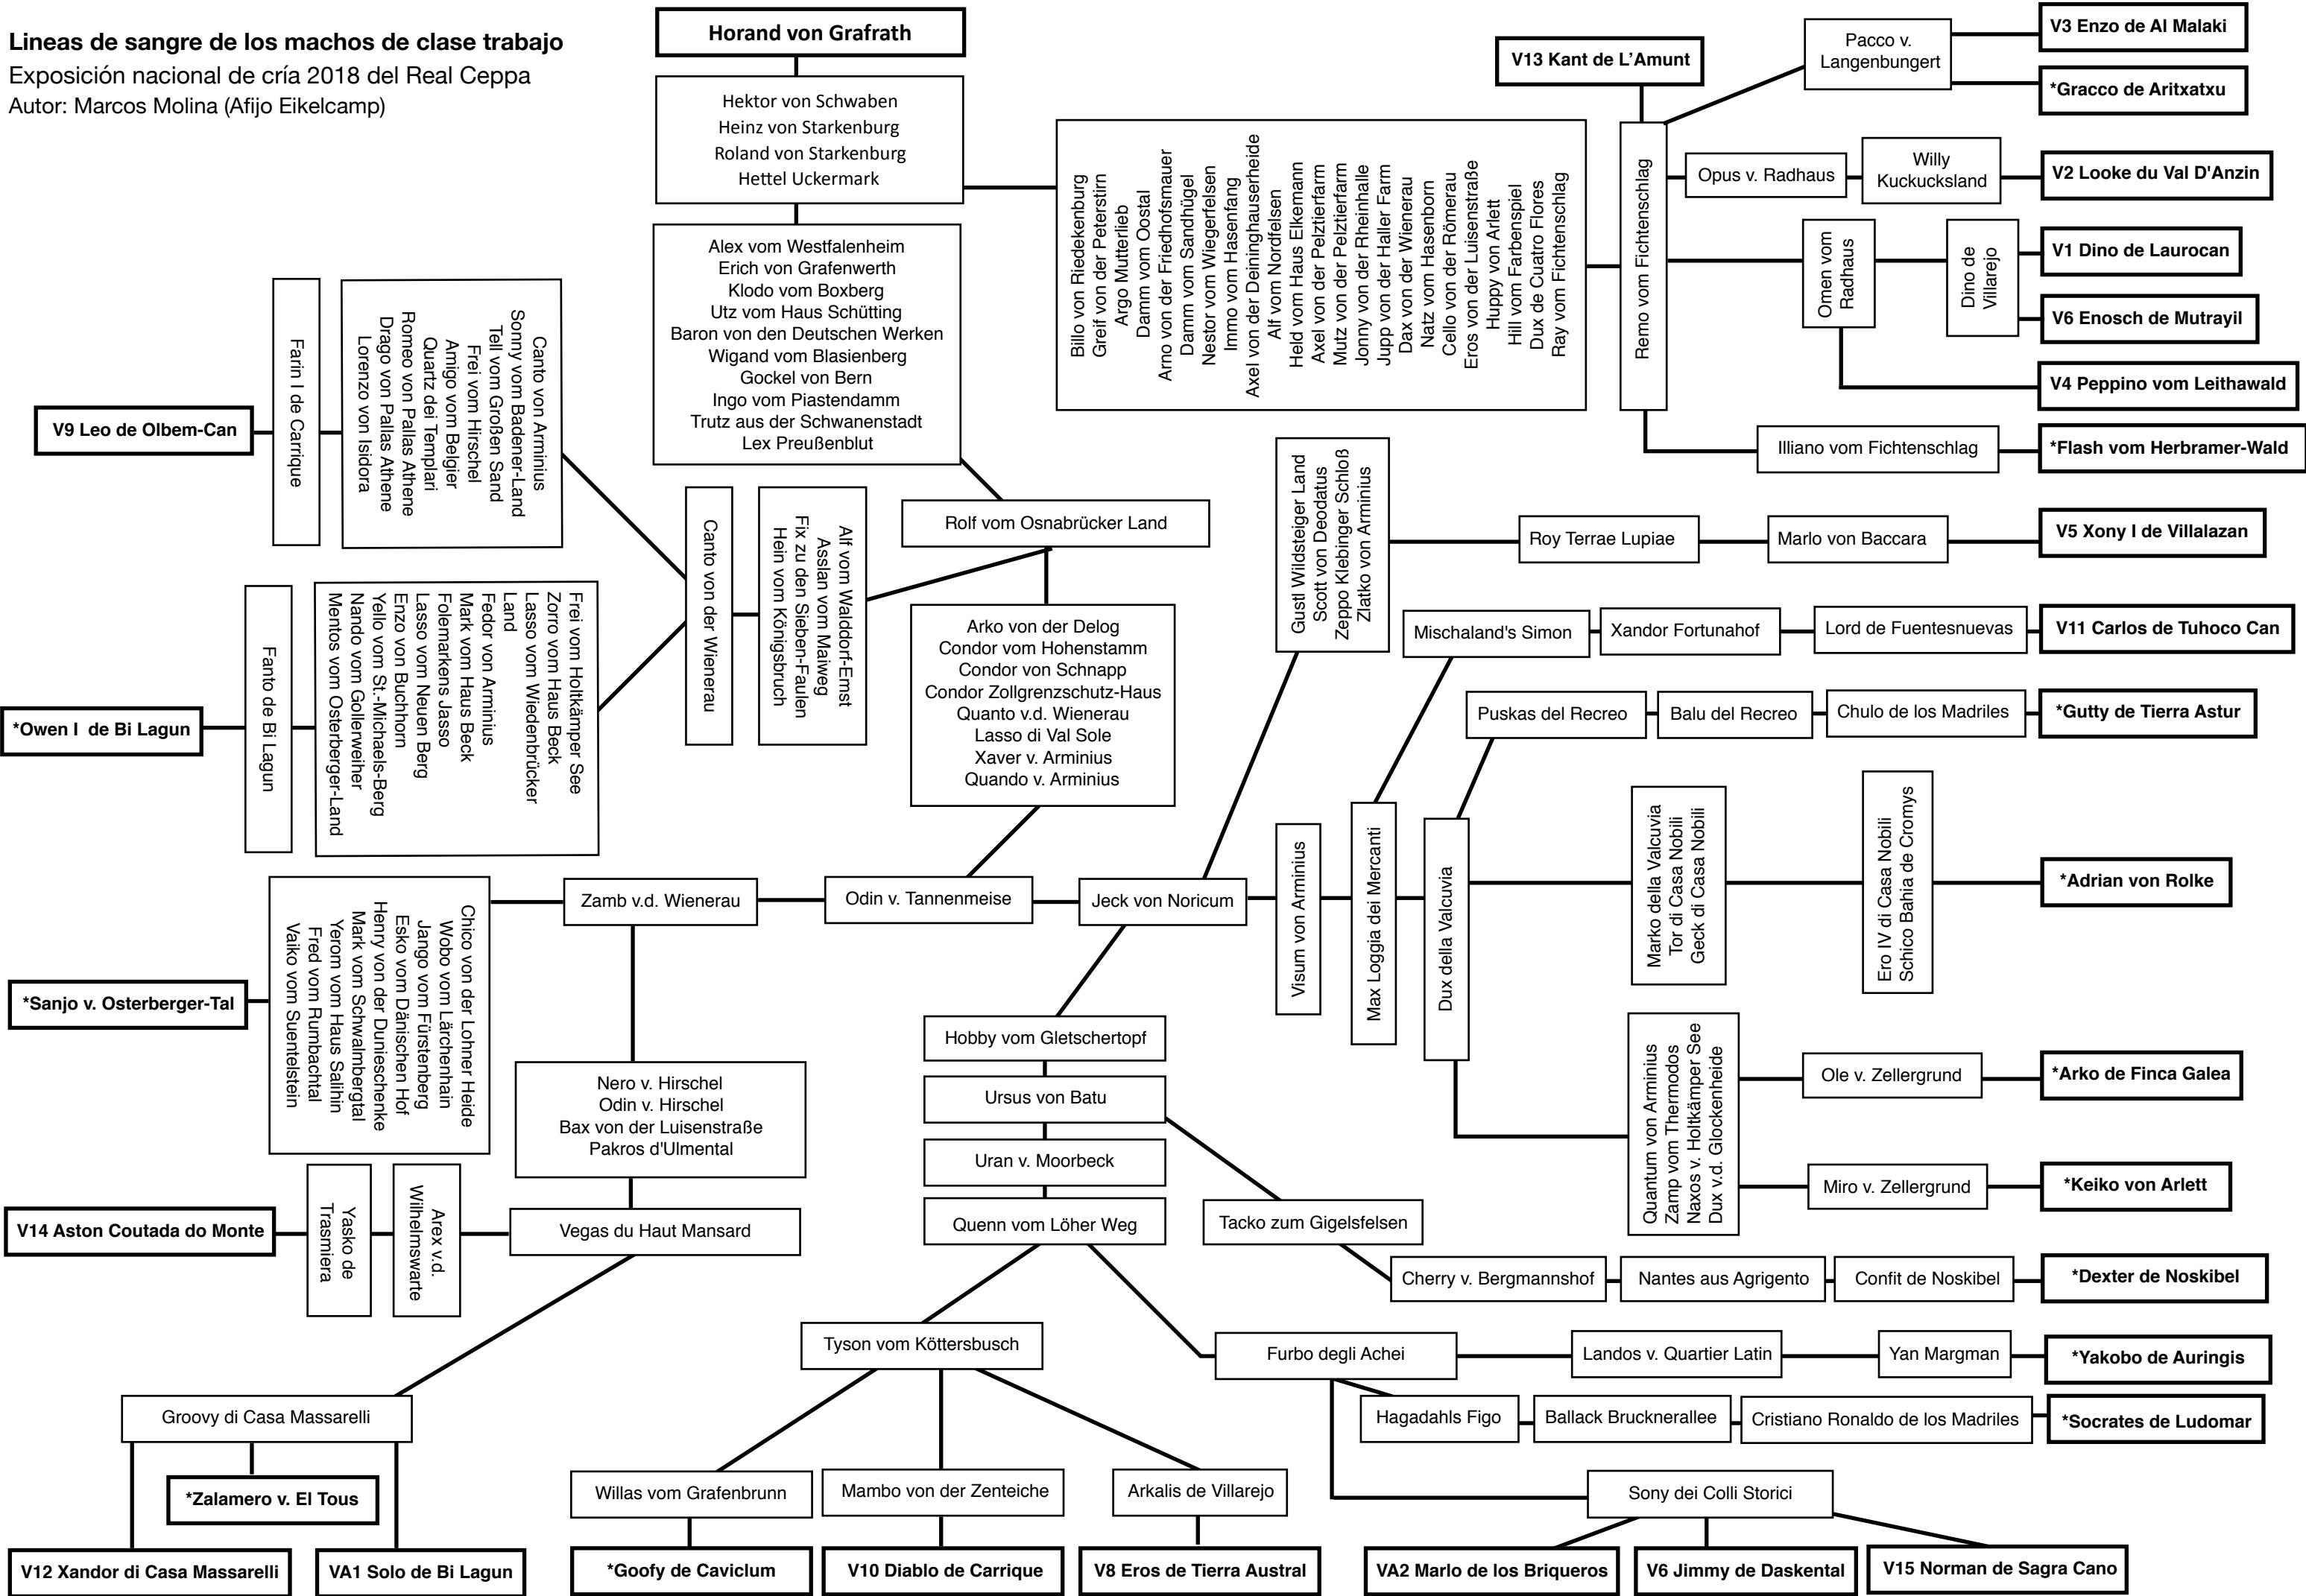 Lineas de sangre de los machos de clase trabajo
Exposición nacional de cría 2018 del Real Ceppa
Autor: Marcos Molina (Afijo Eikelcamp)
Horand von Grafrath
Hektor von Schwaben
Heinz von Starkenburg
Roland von Starkenburg
Hettel Uckermark
Alex vom Westfalenheim
Erich von Grafenwerth
Klodo vom Boxberg
Utz vom Haus Schütting
Baron von den Deutschen Werken
Wigand vom Blasienberg
Gockel von Bern
Ingo vom Piastendamm
Trutz aus der Schwanenstadt
Lex Preußenblut
Billo von Riedekenburg
Greif von der Peterstirn
Argo Mutterlieb
Damm vom Oostal
Arno von der Friedhofsmauer
Damm vom Sandhügel
Nestor vom Wiegerfelsen
Immo vom Hasenfang
Axel von der Deininghauserheide
Alf vom Nordfelsen
Held vom Haus Elkemann
Axel von der Pelztierfarm
Mutz von der Pelztierfarm
Jonny von der Rheinhalle
Jupp von der Haller Farm
Dax von der Wienerau
Natz vom Hasenborn
Cello von der Römerau
Eros von der Luisenstraße
Huppy von Arlett
Hill vom Farbenspiel
Dux de Cuatro Flores
Ray vom Fichtenschlag
Remo vom Fichtenschlag
V13 Kant de L'Amunt
Pacco v.
Langenbungert
V3 Enzo de Al Malaki
*Gracco de Aritxatxu
Opus v. Radhaus
Willy
Kuckucksland
V2 Looke du Val D'Anzin
Omen vom
Radhaus
Dino de
Villarejo
V1 Dino de Laurocan
V6 Enosch de Mutrayil
V4 Peppino vom Leithawald
Illiano vom Fichtenschlag
*Flash vom Herbramer-Wald
V9 Leo de Olbem-Can
Farin I de Carrique
Canto von Arminius
Sonny vom Badener-Land
Tell vom Großen Sand
Frei vom Hirschel
Amigo vom Belgier
Quartz dei Templari
Romeo von Pallas Athene
Drago von Pallas Athene
Lorenzo von Isidora
Canto von der Wienerau
Alf vom Walddorf-Emst
Asslan vom Maiweg
Fix zu den Sieben-Faulen
Hein vom Königsbruch
Rolf vom Osnabrücker Land
*Owen I de Bi Lagun
Fanto de Bi Lagun
Frei vom Holtkämper See
Zorro vom Haus Beck
Lasso vom Wiedenbrücker
Land
Fedor von Arminius
Mark vom Haus Beck
Folemarkens Jasso
Lasso vom Neuen Berg
Enzo von Buchhorn
Yello vom St.-Michaels-Berg
Nando vom Gollerweiher
Mentos vom Osterberger-Land
Arko von der Delog
Condor vom Hohenstamm
Condor von Schnapp
Condor Zollgrenzschutz-Haus
Quanto v.d. Wienerau
Lasso di Val Sole
Xaver v. Arminius
Quando v. Arminius
Gustl Wildsteiger Land
Scott von Deodatus
Zeppo Klebinger Schloß
Zlatko von Arminius
Roy Terrae Lupiae
Marlo von Baccara
V5 Xony I de Villalazan
Mischaland's Simon
Xandor Fortunahof
Lord de Fuentesnuevas
V11 Carlos de Tuhoco Can
Puskas del Recreo
Balu del Recreo
Chulo de los Madriles
*Gutty de Tierra Astur
Zamb v.d. Wienerau
Odin v. Tannenmeise
Jeck von Noricum
Visum von Arminius
Max Loggia dei Mercanti
Dux della Valcuvia
Marko della Valcuvia
Tor di Casa Nobili
Geck di Casa Nobili
Ero IV di Casa Nobili
Schico Bahia de Cromys
*Adrian von Rolke
*Sanjo v. Osterberger-Tal
Chico von der Lohner Heide
Wobo vom Lärchenhain
Jango vom Fürstenberg
Esko vom Dänischen Hof
Henry von der Dunieschenke
Mark vom Schwalmbergtal
Yerom vom Haus Salihin
Fred vom Rumbachtal
Vaiko vom Suentelstein
Nero v. Hirschel
Odin v. Hirschel
Bax von der Luisenstraße
Pakros d'Ulmental
Hobby vom Gletschertopf
Ursus von Batu
Uran v. Moorbeck
Quenn vom Löher Weg
Quantum von Arminius
Zamp vom Thermodos
Naxos v. Holtkämper See
Dux v.d. Glockenheide
Ole v. Zellergrund
*Arko de Finca Galea
Miro v. Zellergrund
*Keiko von Arlett
V14 Aston Coutada do Monte
Yasko de
Trasmiera
Arex v.d.
Wilhelmswarte
Vegas du Haut Mansard
Tacko zum Gigelsfelsen
Cherry v. Bergmannshof
Nantes aus Agrigento
Confit de Noskibel
*Dexter de Noskibel
Tyson vom Köttersbusch
Furbo degli Achei
Landos v. Quartier Latin
Yan Margman
*Yakobo de Auringis
Groovy di Casa Massarelli
Hagadahls Figo
Ballack Brucknerallee
Cristiano Ronaldo de los Madriles
*Socrates de Ludomar
*Zalamero v. El Tous
Willas vom Grafenbrunn
Mambo von der Zenteiche
Arkalis de Villarejo
Sony dei Colli Storici
V12 Xandor di Casa Massarelli
VA1 Solo de Bi Lagun
*Goofy de Caviclum
V10 Diablo de Carrique
V8 Eros de Tierra Austral
VA2 Marlo de los Briqueros
V6 Jimmy de Daskental
V15 Norman de Sagra Cano